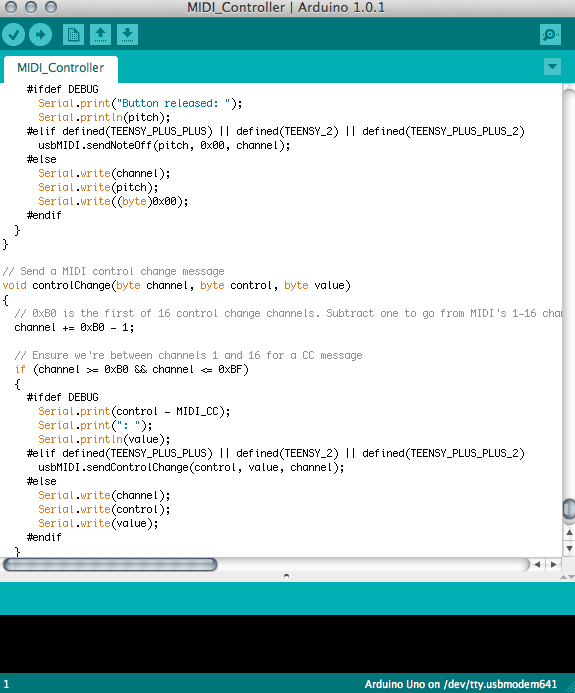 MIDI_Controller | Arduino 1.0.1
MIDI_Controller
#ifdef DEBUG
Serial.print("Button released: ");
Serial.println(pitch);
#elif defined(TEENSY_PLUS_PLUS) || defined(TEENSY_2) || defined(TEENSY_PLUS_PLUS_2)
usbMIDI.sendNoteOff(pitch, 0x00, channel);
#else
Serial.write(channel);
Serial.write(pitch);
Serial.write((byte)0x00);
#endif
}
}
// Send a MIDI control change message
void controlChange(byte channel, byte control, byte value)
{
// 0xB0 is the first of 16 control change channels. Subtract one to go from MIDI's 1-16 cha
channel += 0xB0 - 1;
// Ensure we're between channels 1 and 16 for a CC message
if (channel >= 0xB0 && channel <= 0xBF)
{
#ifdef DEBUG
Serial.print(control - MIDI_CC);
Serial.print(": ");
Serial.println(value);
#elif defined(TEENSY_PLUS_PLUS) || defined(TEENSY_2) || defined(TEENSY_PLUS_PLUS_2)
usbMIDI.sendControlChange(control, value, channel);
#else
Serial.write(channel);
Serial.write(control);
Serial.write(value);
#endif
}
1
Arduino Uno on /dev/tty.usbmodem641